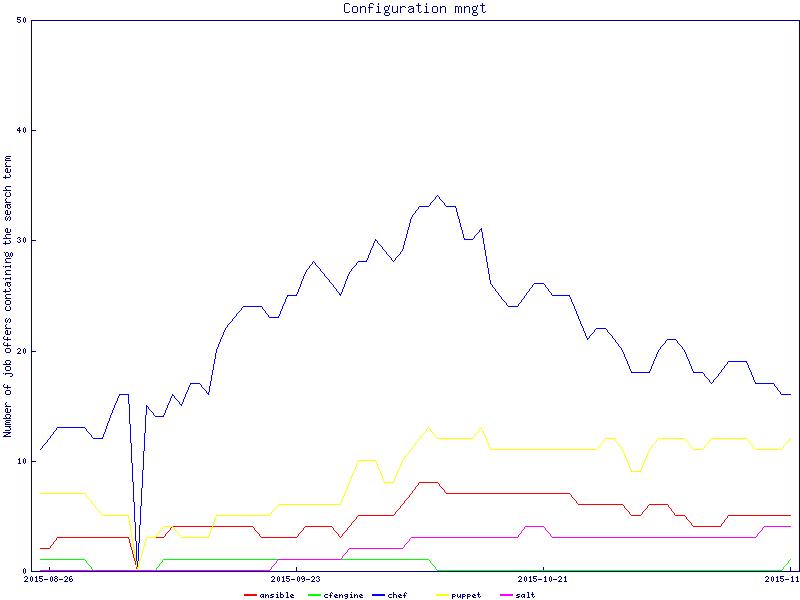 Configuration mngt
Number of job offers containing the search term
50
40
30
20
10
0
2015-08-26 2015-09-23 2015-10-21 2015-11
ansible cfengine chef puppet salt